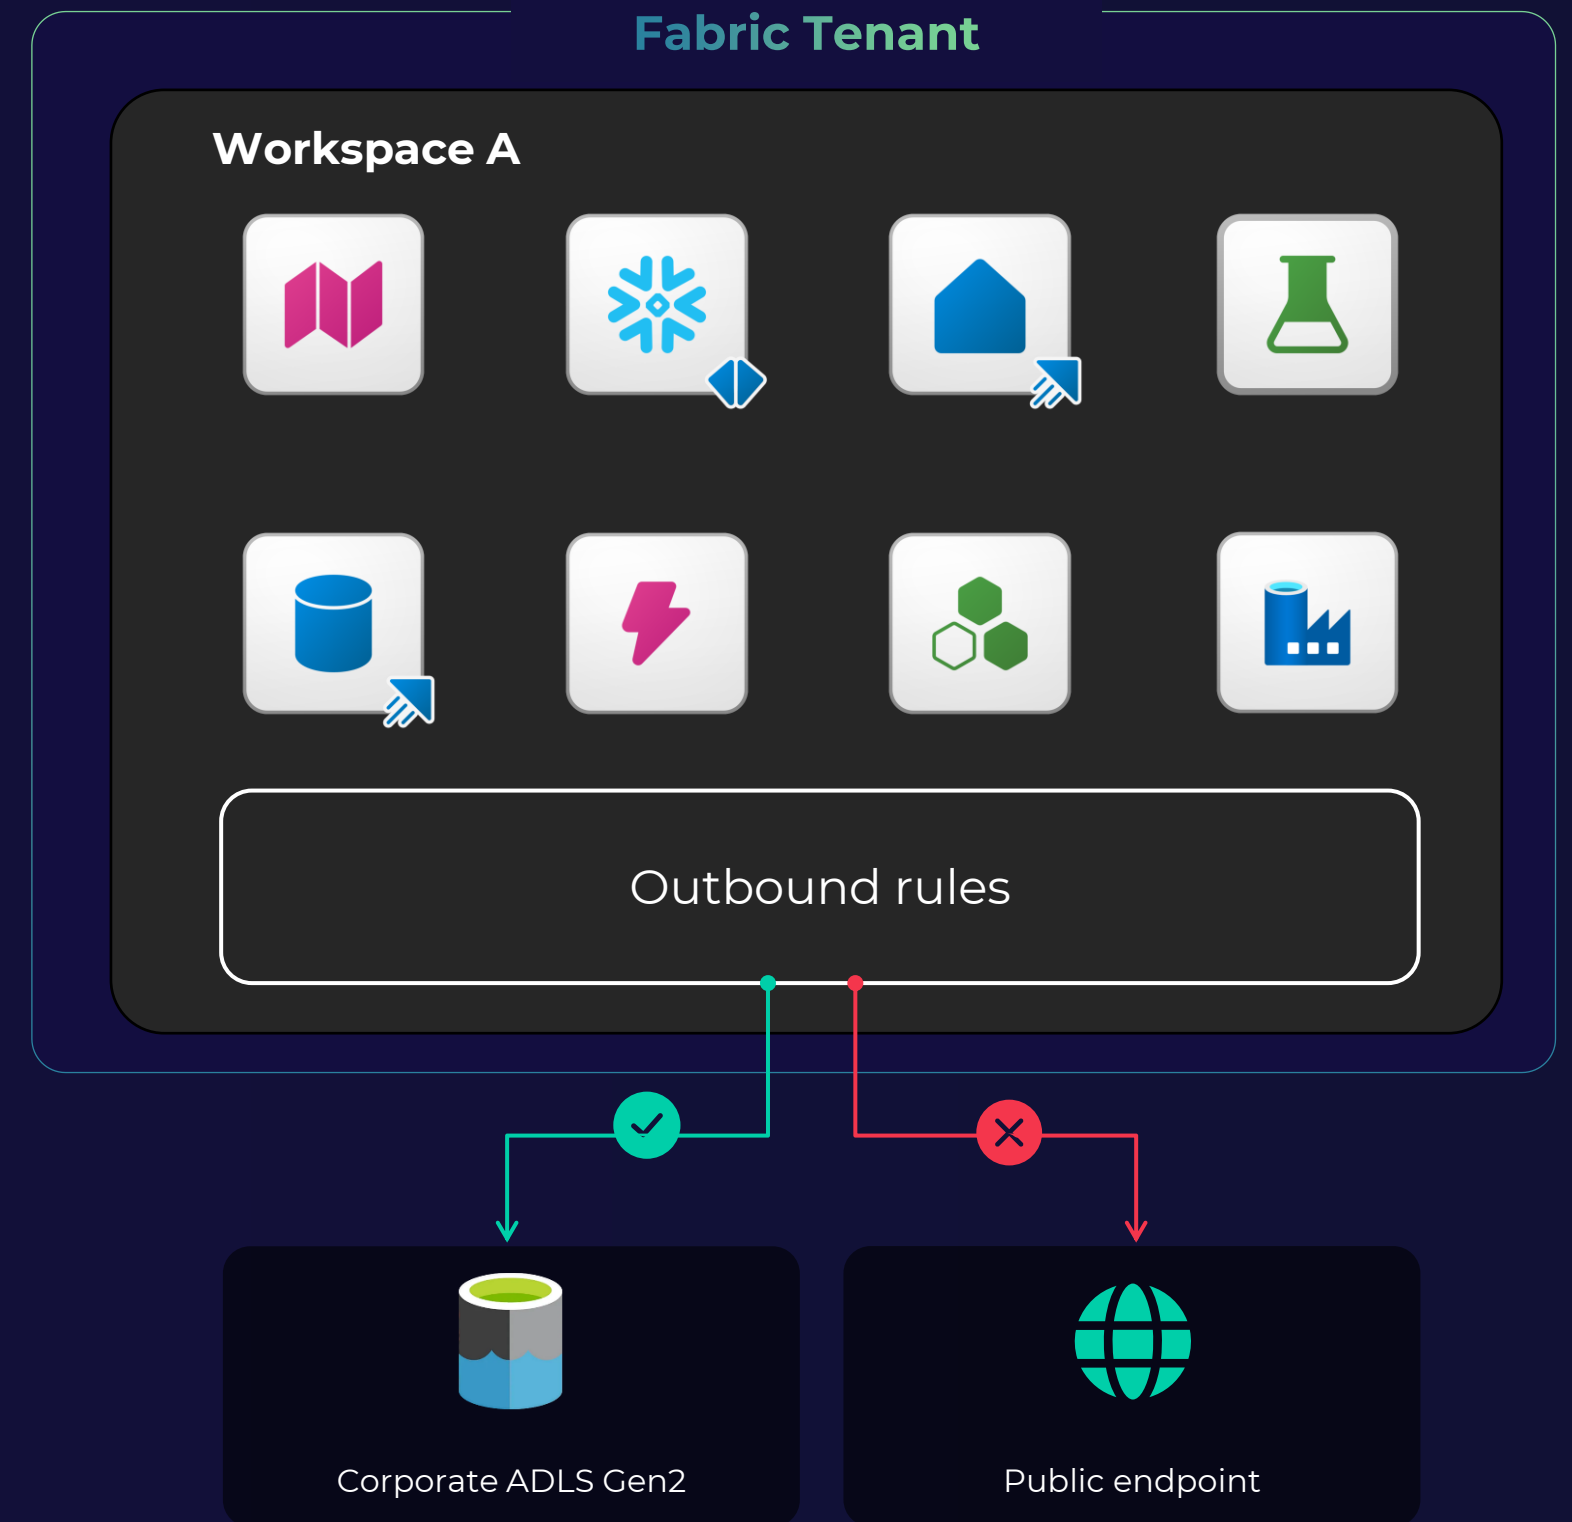 Fabric Tenant
Workspace A
Outbound rules
Corporate ADLS Gen2
Public endpoint